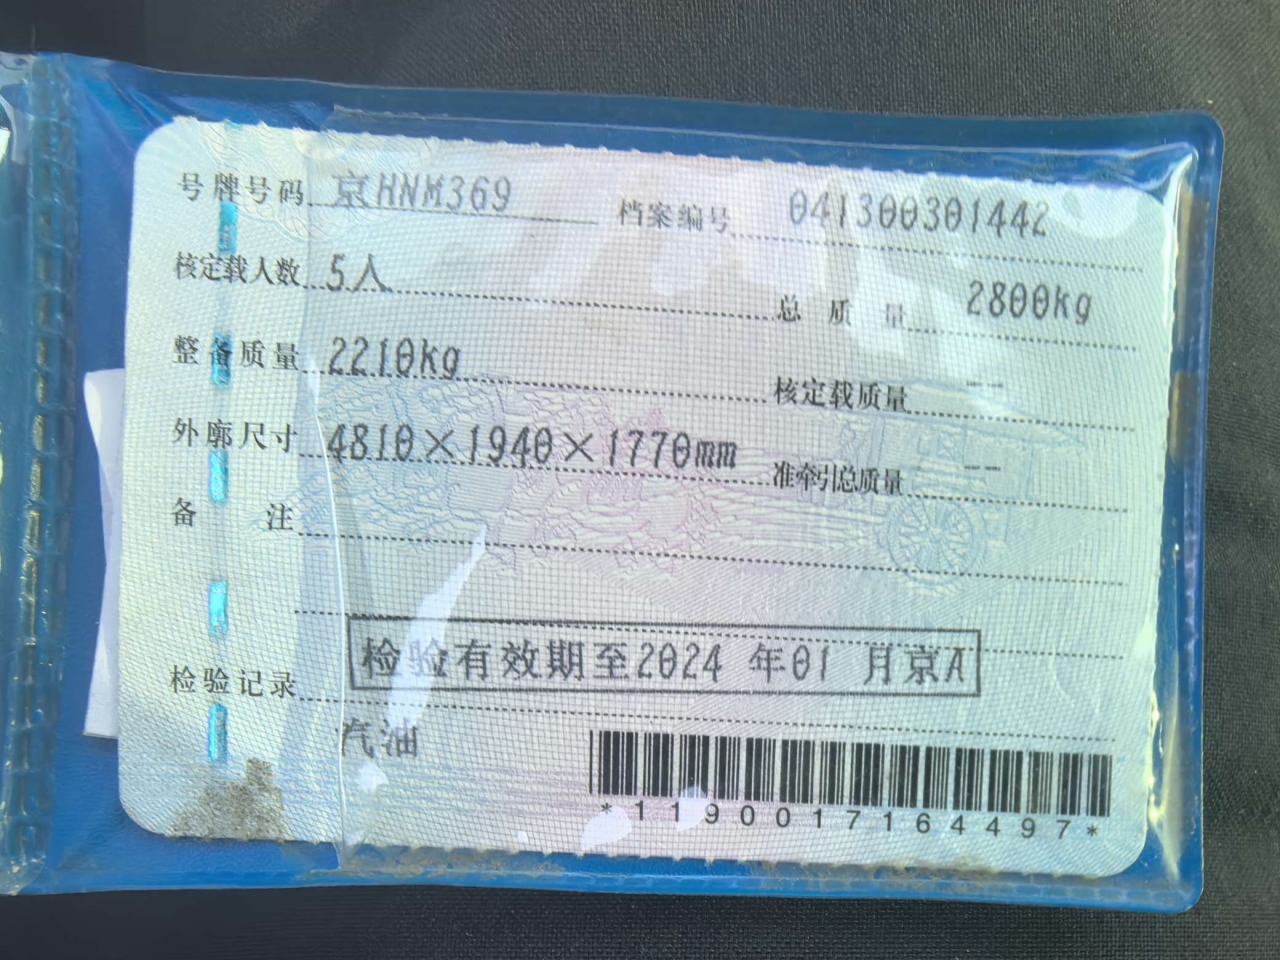 号牌号码 京HNM369 档案编号 041300301442
核定载人数 5人 总质量 2800kg
整备质量 2210kg 核定载质量 --
外廓尺寸 4810×1940×1770mm 准牵引总质量 --
备注
检验记录 检验有效期至2024年01月京A
汽油
*1190017164497*